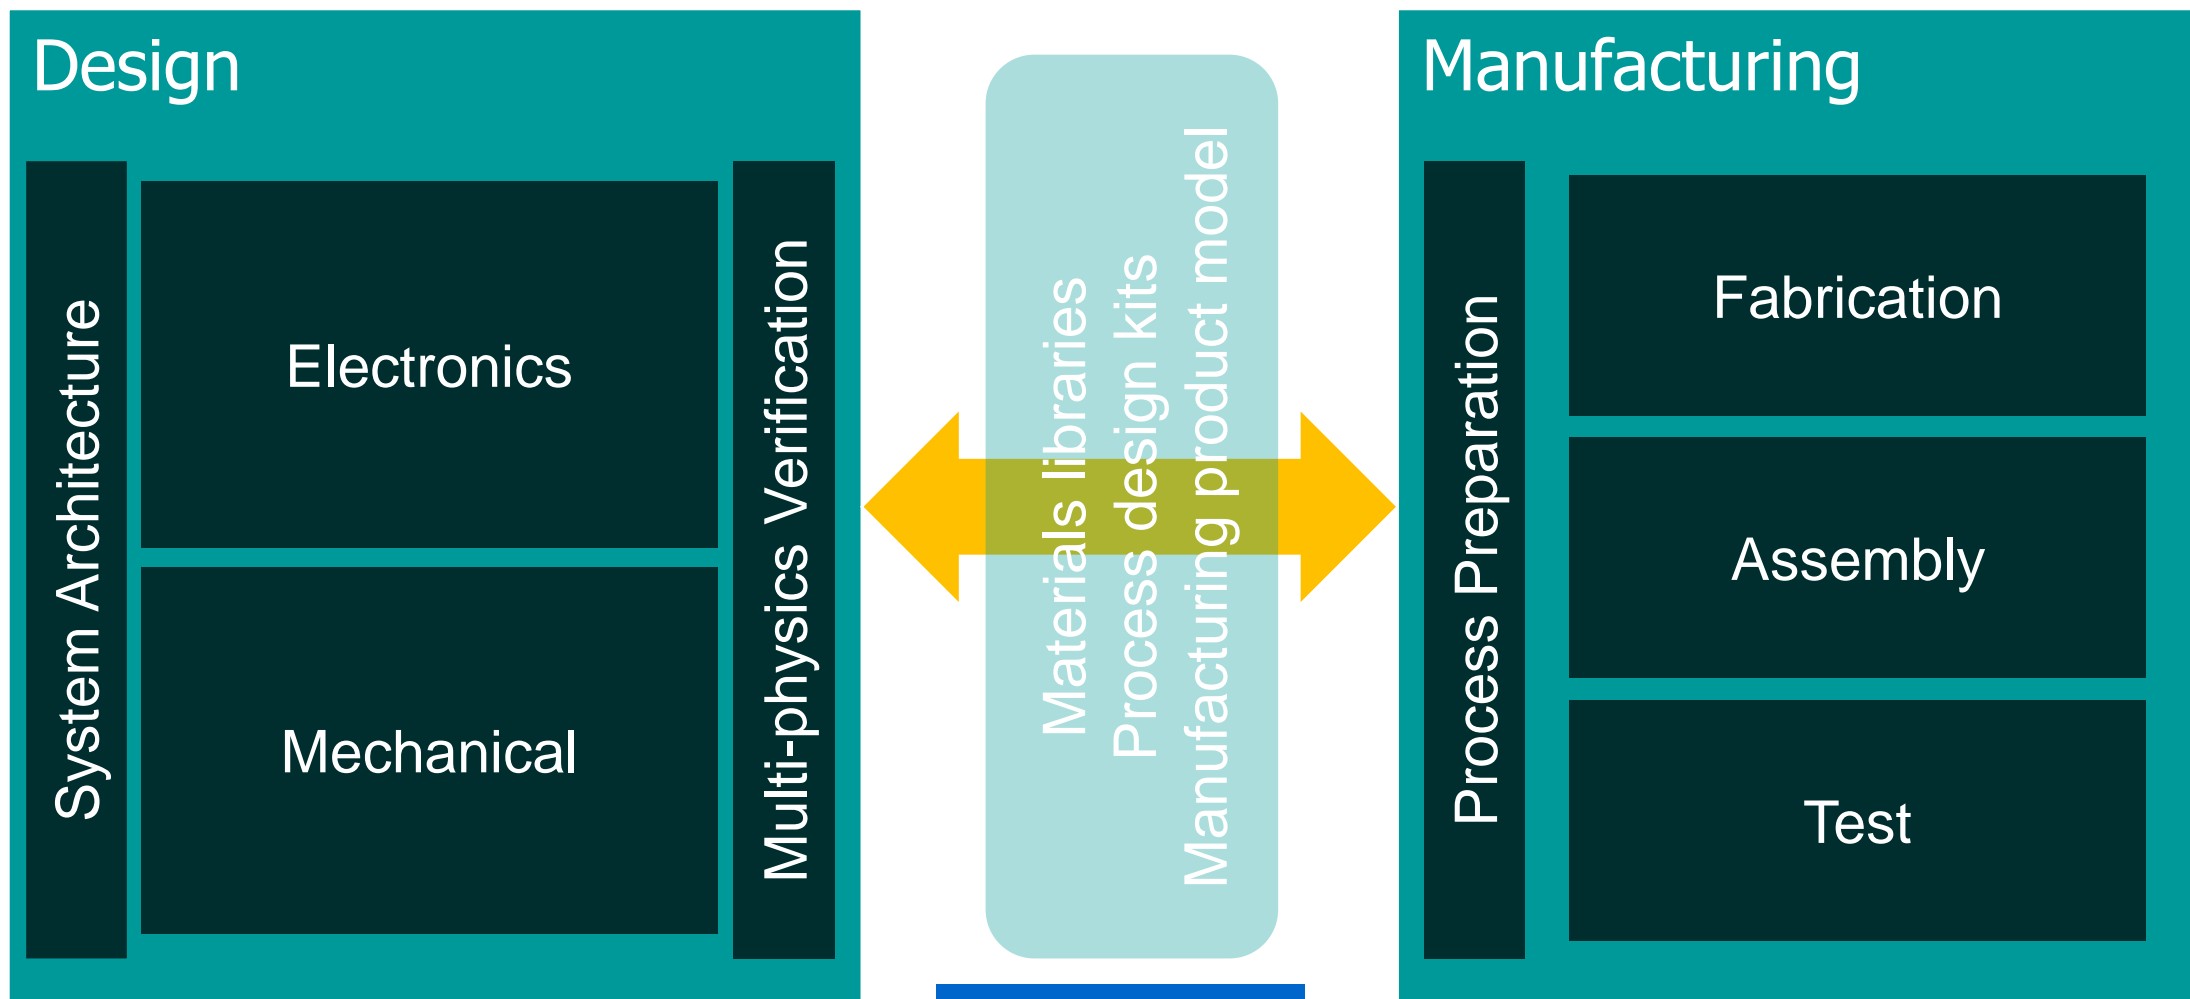 Design
System Architecture
Electronics
Mechanical
Multi-physics Verification
Materials libraries
Process design kits
Manufacturing product model
Manufacturing
Process Preparation
Fabrication
Assembly
Test